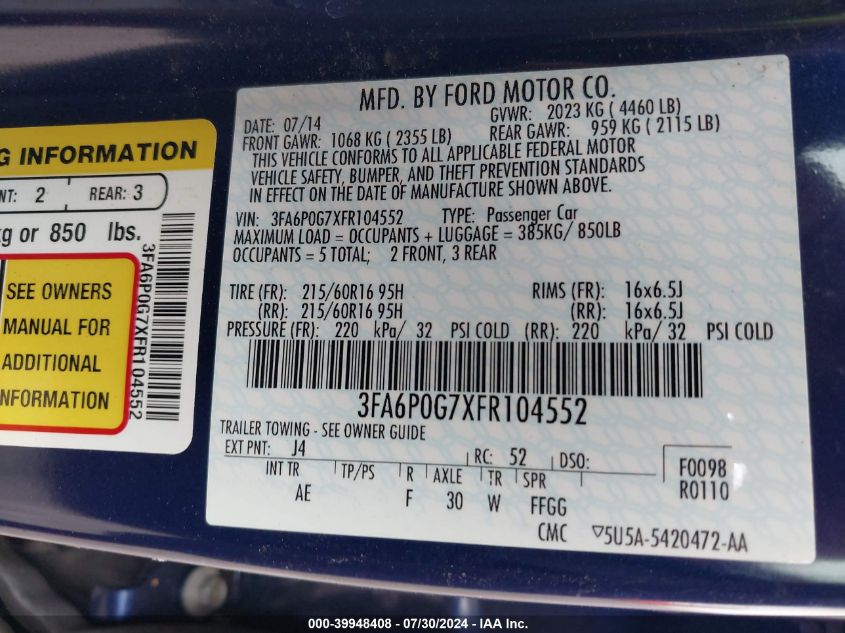 G INFORMATION
NT: 2 REAR: 3
kg or 850 lbs.
SEE OWNERS
MANUAL FOR
ADDITIONAL
INFORMATION
3FA6P0G7XFR104552
MFD. BY FORD MOTOR CO.
DATE: 07/14 GVWR: 2023 KG ( 4460 LB)
FRONT GAWR: 1068 KG ( 2355 LB) REAR GAWR: 959 KG ( 2115 LB)
THIS VEHICLE CONFORMS TO ALL APPLICABLE FEDERAL MOTOR
VEHICLE SAFETY, BUMPER, AND THEFT PREVENTION STANDARDS
IN EFFECT ON THE DATE OF MANUFACTURE SHOWN ABOVE.
VIN: 3FA6P0G7XFR104552 TYPE: Passenger Car
MAXIMUM LOAD = OCCUPANTS + LUGGAGE = 385KG/ 850LB
OCCUPANTS = 5 TOTAL; 2 FRONT, 3 REAR
TIRE (FR): 215/60R16 95H RIMS (FR): 16x6.5J
(RR): 215/60R16 95H (RR): 16x6.5J
PRESSURE (FR): 220 kPa/ 32 PSI COLD (RR): 220 kPa/ 32 PSI COLD
3FA6P0G7XFR104552
TRAILER TOWING - SEE OWNER GUIDE
EXT PNT: J4 RC: 52 DSO: F0098
INT TR TP/PS R AXLE TR SPR R0110
AE F 30 W FFGG
CMC ▽5U5A-5420472-AA
000-39948408 - 07/30/2024 - IAA Inc.